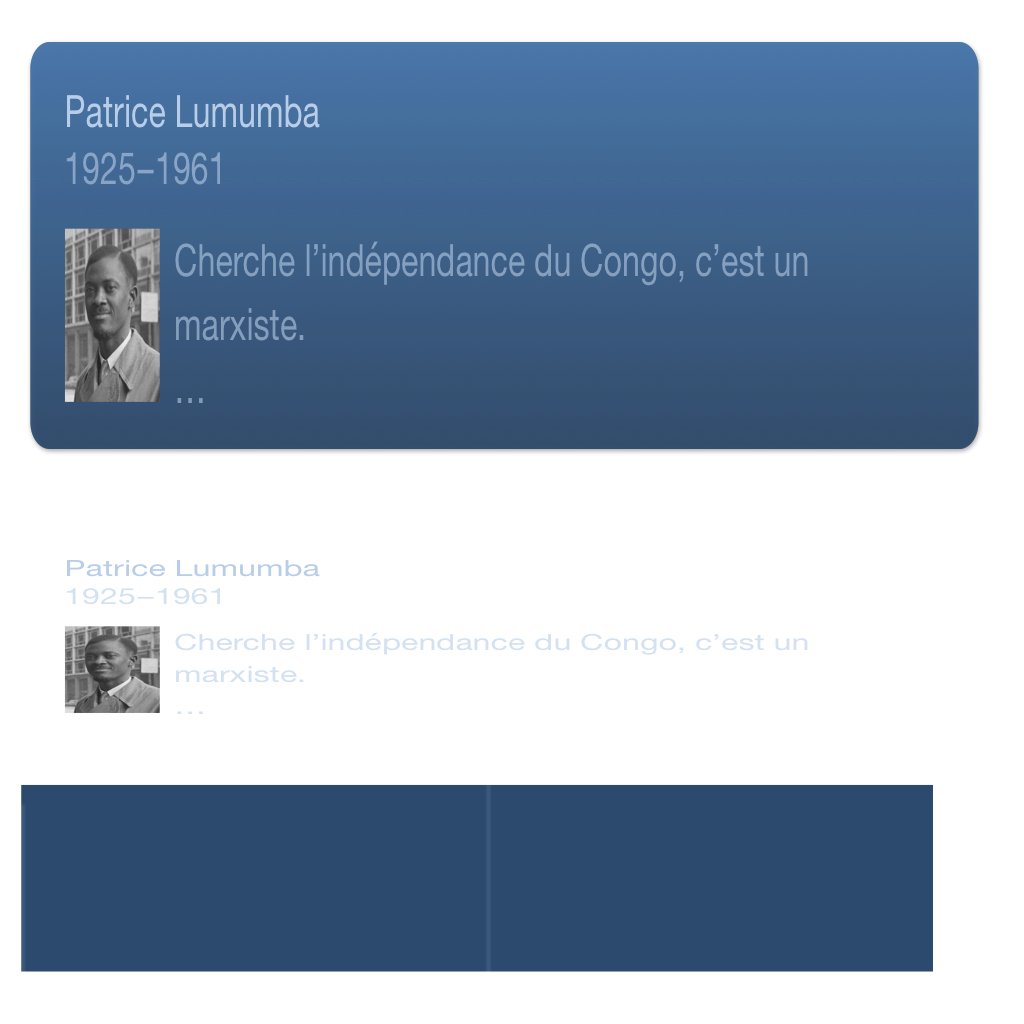 Patrice Lumumba
1925–1961
Cherche l’indépendance du Congo, c’est un
marxiste.
…
Patrice Lumumba
1925–1961
Cherche l’indépendance du Congo, c’est un
marxiste.
…